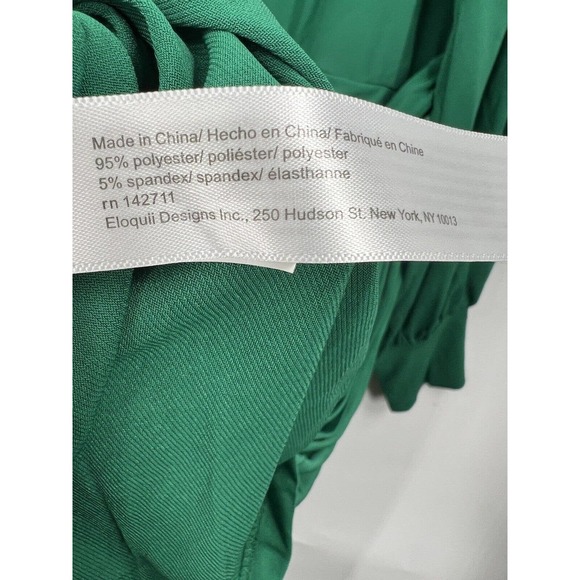 Made in China/ Hecho en China/ Fabriqué en Chine
95% polyester/ poliéster/ polyester
5% spandex/ spandex/ élasthanne
rn 142711
Eloquii Designs Inc., 250 Hudson St. New York, NY 10013